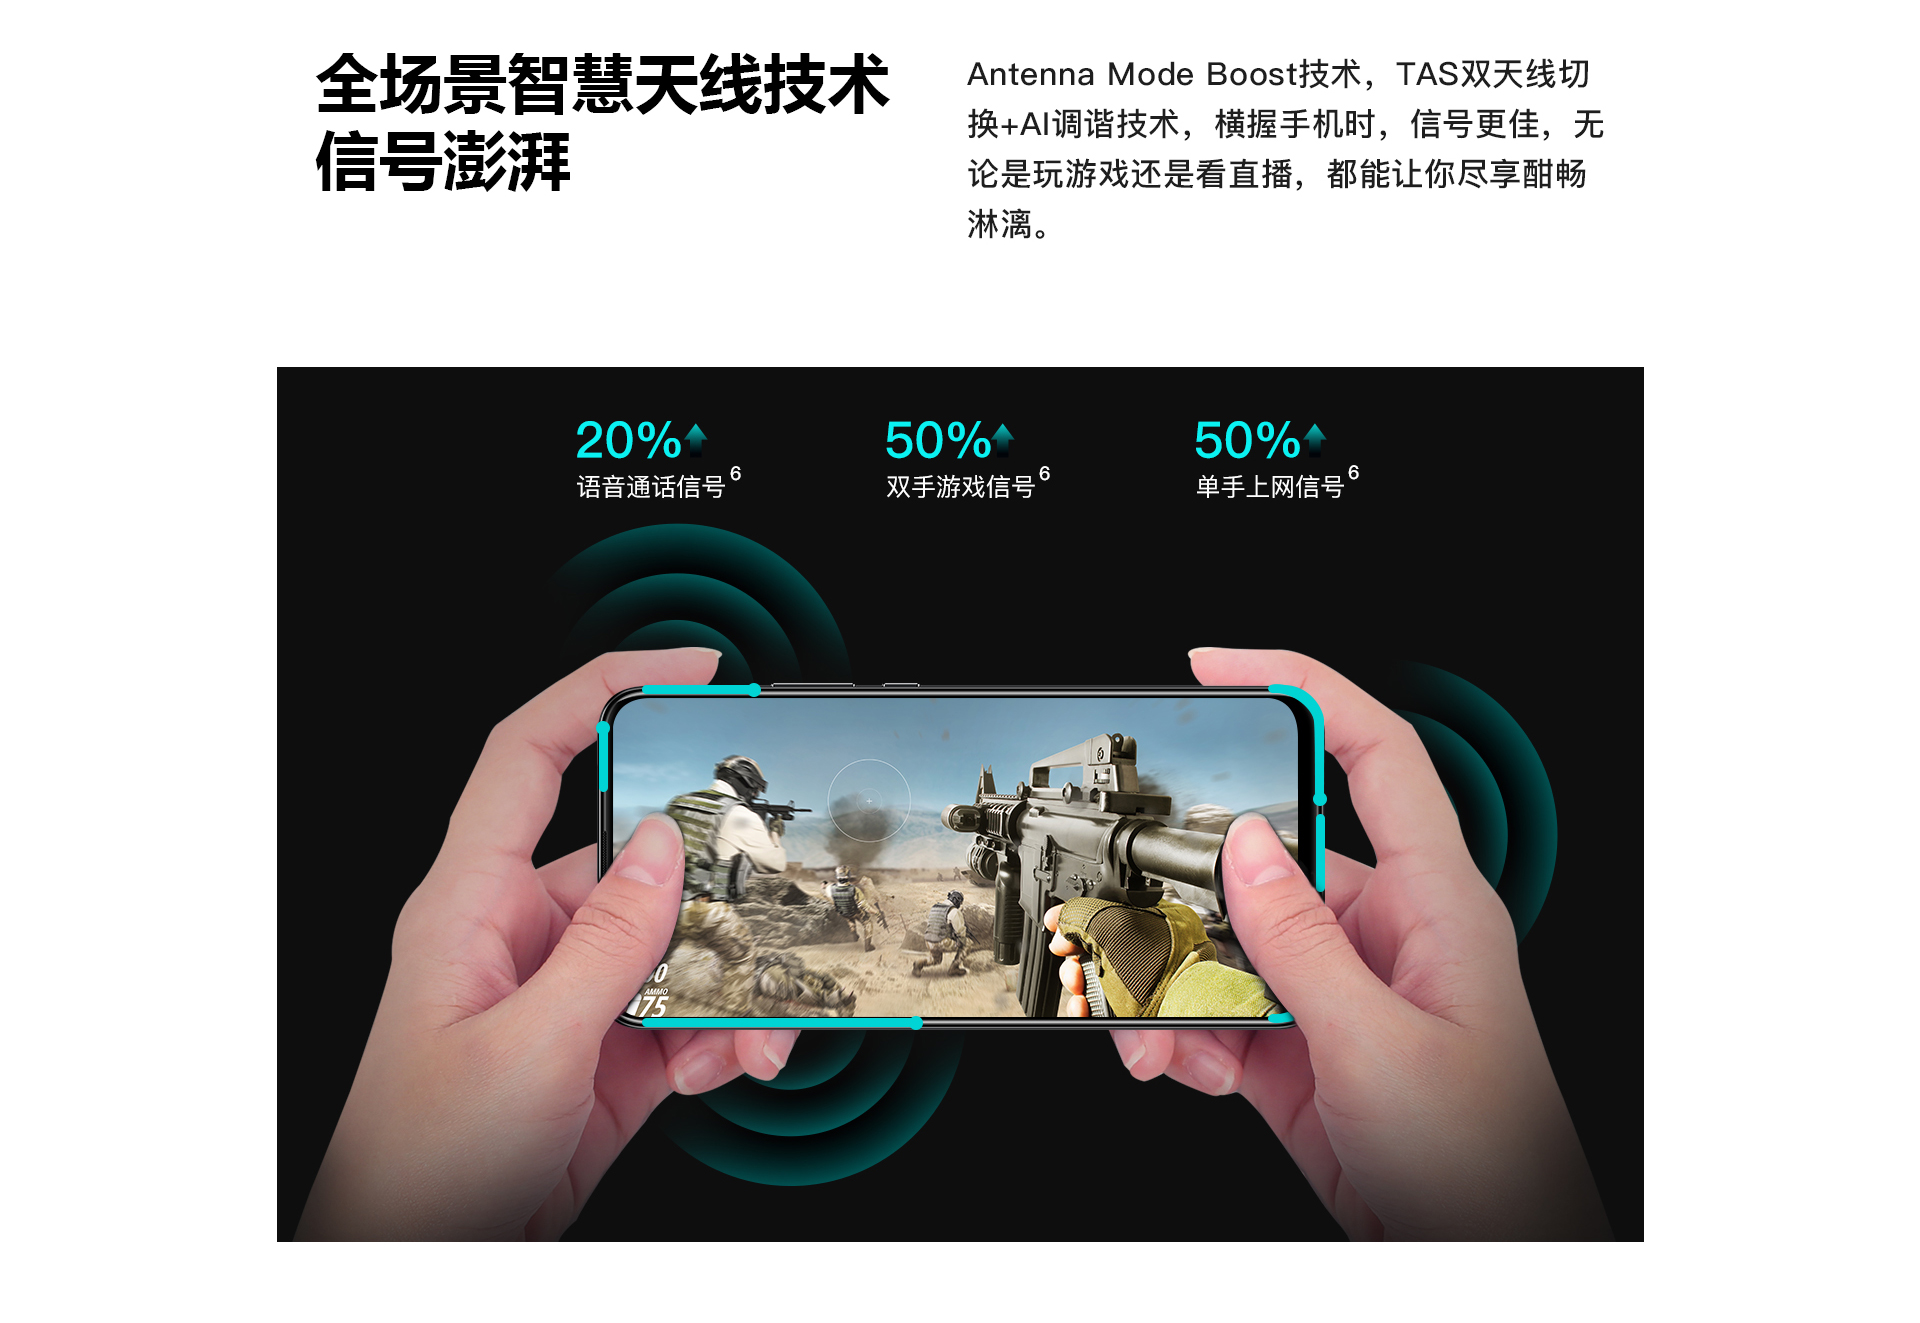 全场景智慧天线技术
信号澎湃
Antenna Mode Boost技术，TAS双天线切
换+AI调谐技术，横握手机时，信号更佳，无
论是玩游戏还是看直播，都能让你尽享酣畅
淋漓。
20%
语音通话信号6
50%
双手游戏信号6
50%
单手上网信号6
AMMO
75